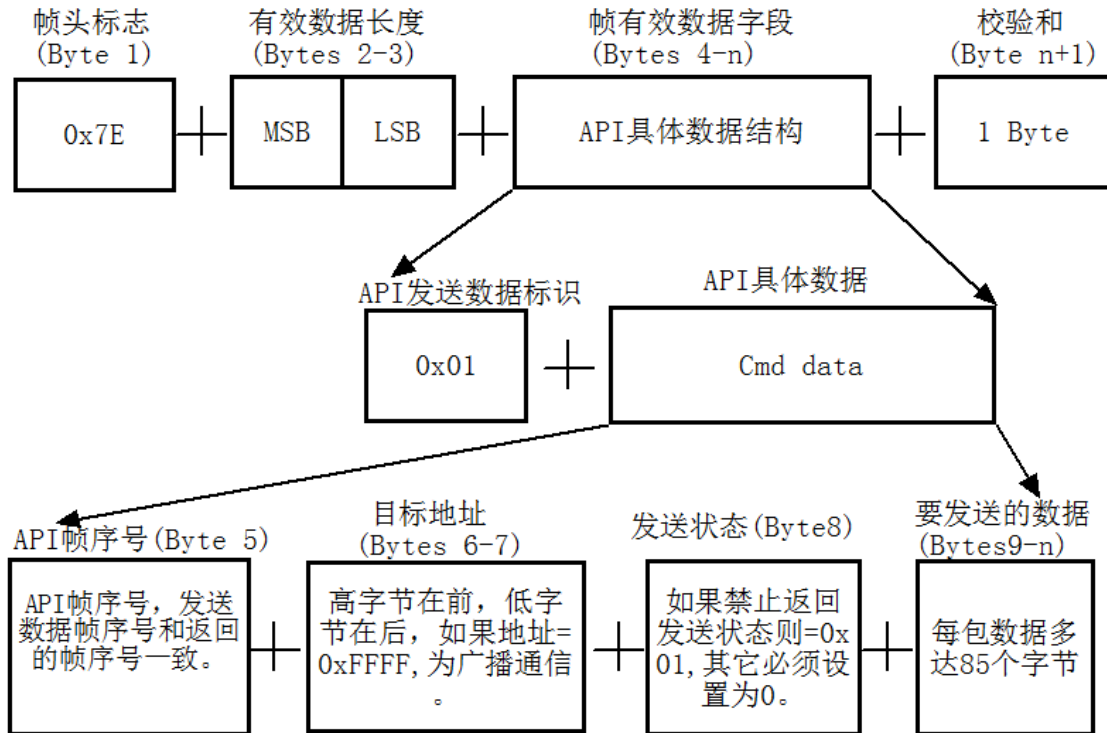 帧头标志
(Byte 1)
有效数据长度
(Bytes 2-3)
帧有效数据字段
(Bytes 4-n)
校验和
(Byte n+1)
0x7E
MSB
LSB
API具体数据结构
1 Byte
API发送数据标识
API具体数据
0x01
Cmd data
API帧序号(Byte 5)
目标地址
(Bytes 6-7)
发送状态(Byte8)
要发送的数据
(Bytes9-n)
API帧序号，发送
数据帧序号和返回
的帧序号一致。
高字节在前，低字
节在后，如果地址=
0xFFFF,为广播通信
。
如果禁止返回
发送状态则=0x
01,其它必须设
置为0。
每包数据多
达85个字节